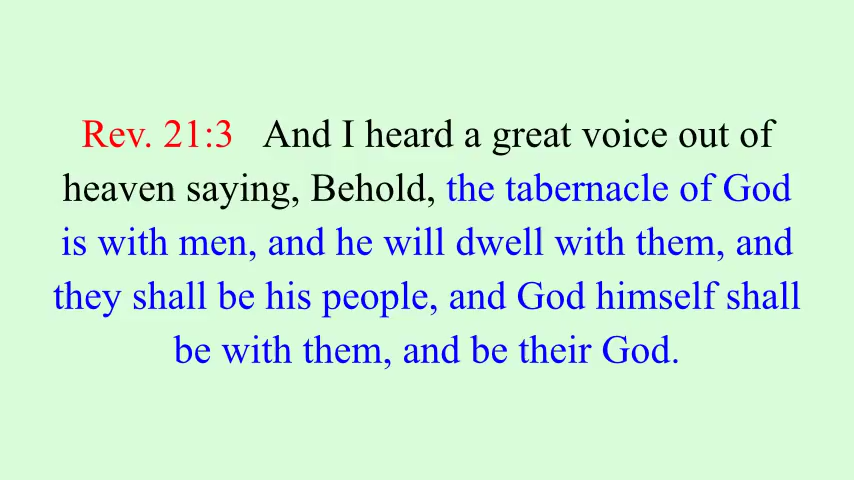 Rev. 21:3   And I heard a great voice out of
heaven saying, Behold, the tabernacle of God
is with men, and he will dwell with them, and
they shall be his people, and God himself shall
be with them, and be their God.